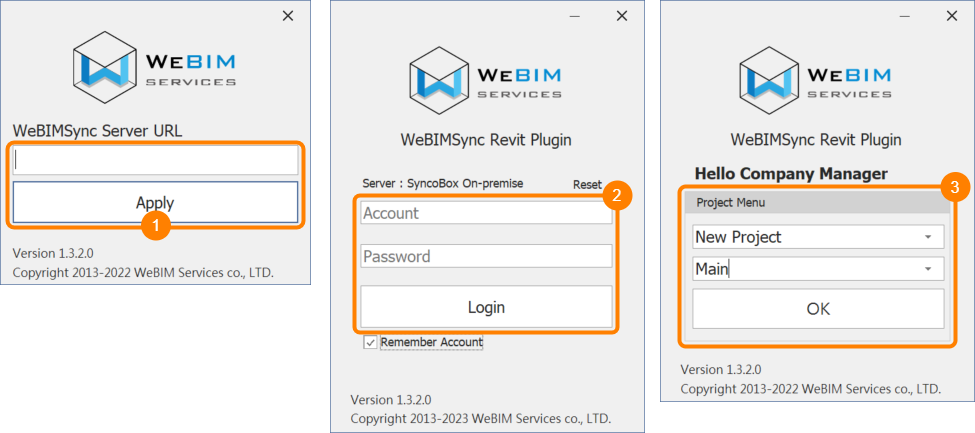 WEBIM
SERVICES
WeBIMSync Server URL
Apply
1
Version 1.3.2.0
Copyright 2013-2022 WeBIM Services co., LTD.
WEBIM
SERVICES
WeBIMSync Revit Plugin
Server : SyncoBox On-premise Reset
2
Account
Password
Login
Remember Account
Version 1.3.2.0
Copyright 2013-2023 WeBIM Services co., LTD.
WEBIM
SERVICES
WeBIMSync Revit Plugin
Hello Company Manager
3
Project Menu
New Project
Main
OK
Version 1.3.2.0
Copyright 2013-2022 WeBIM Services co., LTD.